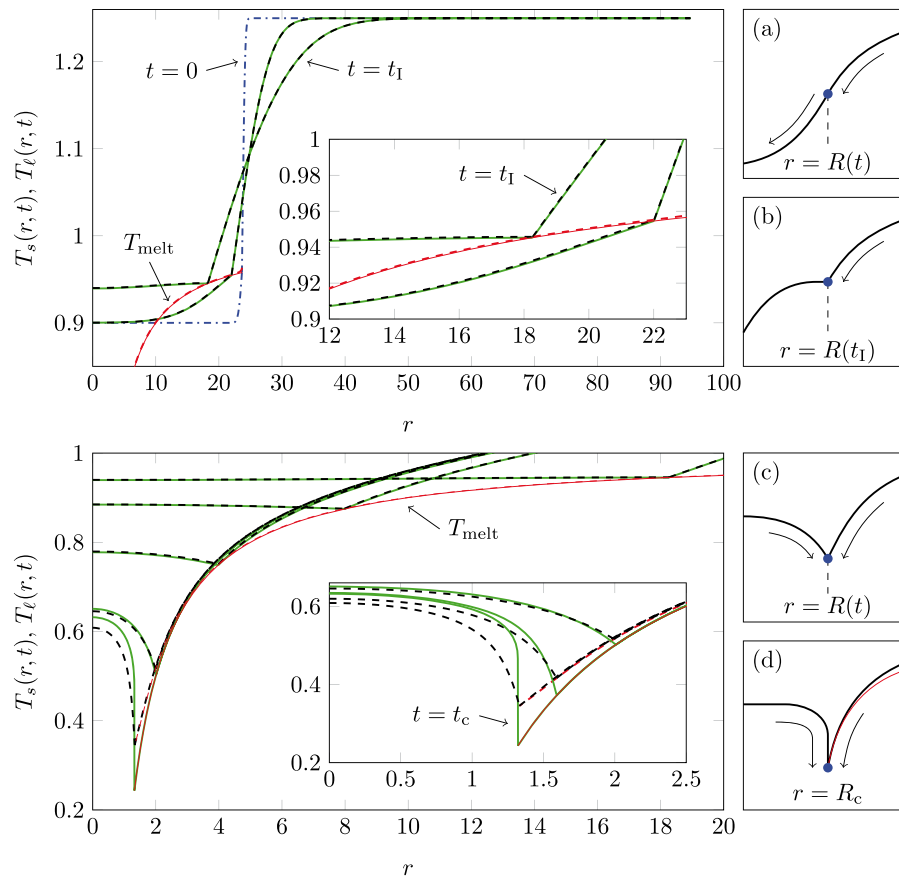 1.2
1.1
1
0.9
T_s(r, t), T_ℓ(r, t)
t = 0
t = t_I
T_melt
1
0.98
0.96
0.94
0.92
0.9
t = t_I
12 14 16 18 20 22
0 10 20 30 40 50 60 70 80 90 100
r
(a)
r = R(t)
(b)
r = R(t_I)
1
0.8
0.6
0.4
0.2
T_s(r, t), T_ℓ(r, t)
T_melt
0.6
0.4
0.2
t = t_c
0 0.5 1 1.5 2 2.5
0 2 4 6 8 10 12 14 16 18 20
r
(c)
r = R(t)
(d)
r = R_c